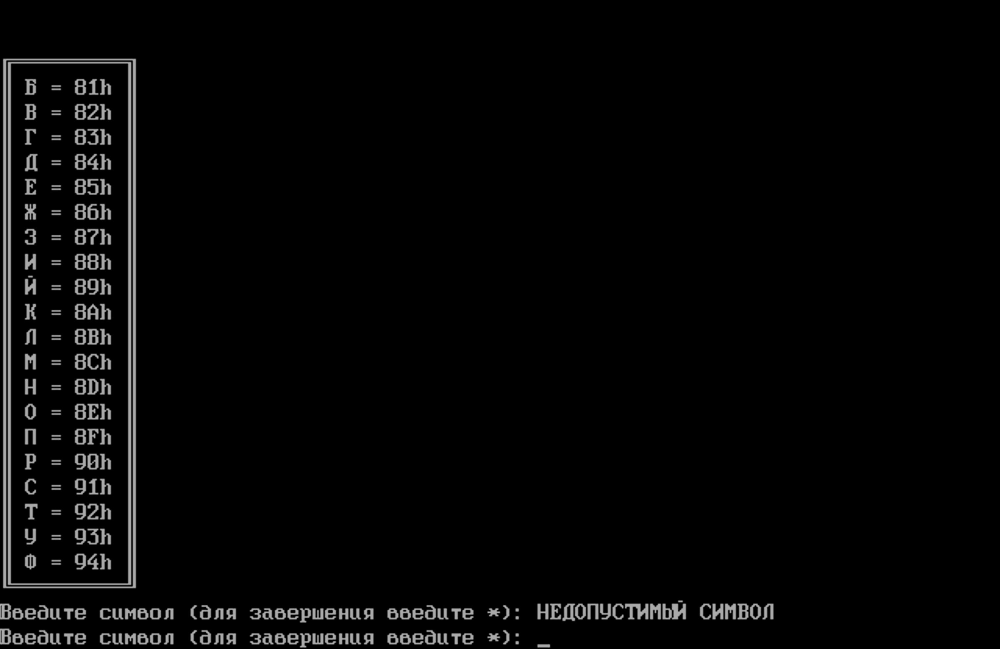 Б = 81h
В = 82h
Г = 83h
Д = 84h
Е = 85h
Ж = 86h
З = 87h
И = 88h
Й = 89h
К = 8Ah
Л = 8Bh
М = 8Ch
Н = 8Dh
О = 8Eh
П = 8Fh
Р = 90h
С = 91h
Т = 92h
У = 93h
Ф = 94h
Введите символ (для завершения введите *): НЕДОПУСТИМЫЙ СИМВОЛ
Введите символ (для завершения введите *): _